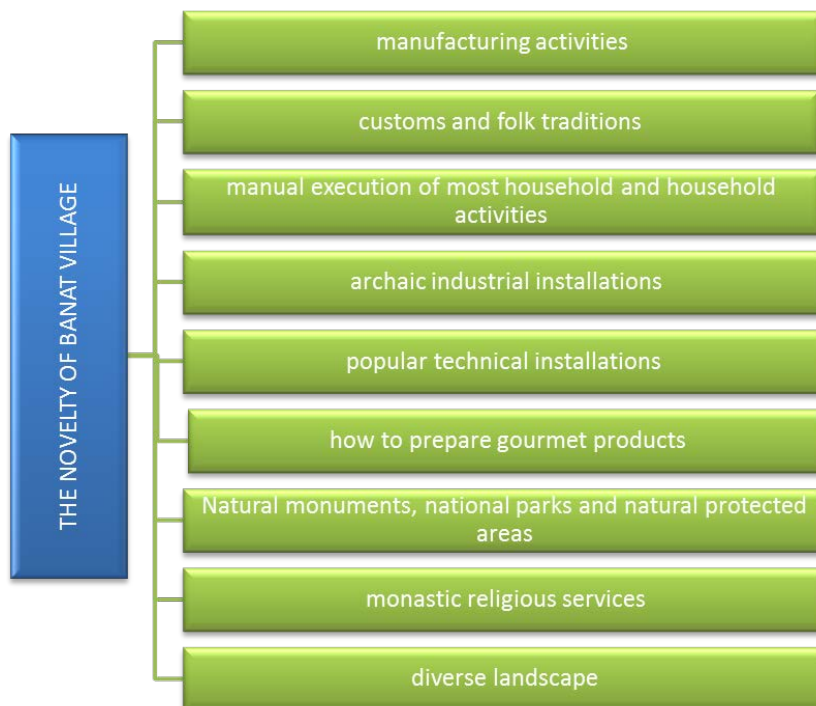 THE NOVELTY OF BANAT VILLAGE
manufacturing activities
customs and folk traditions
manual execution of most household and household
activities
archaic industrial installations
popular technical installations
how to prepare gourmet products
Natural monuments, national parks and natural protected
areas
monastic religious services
diverse landscape